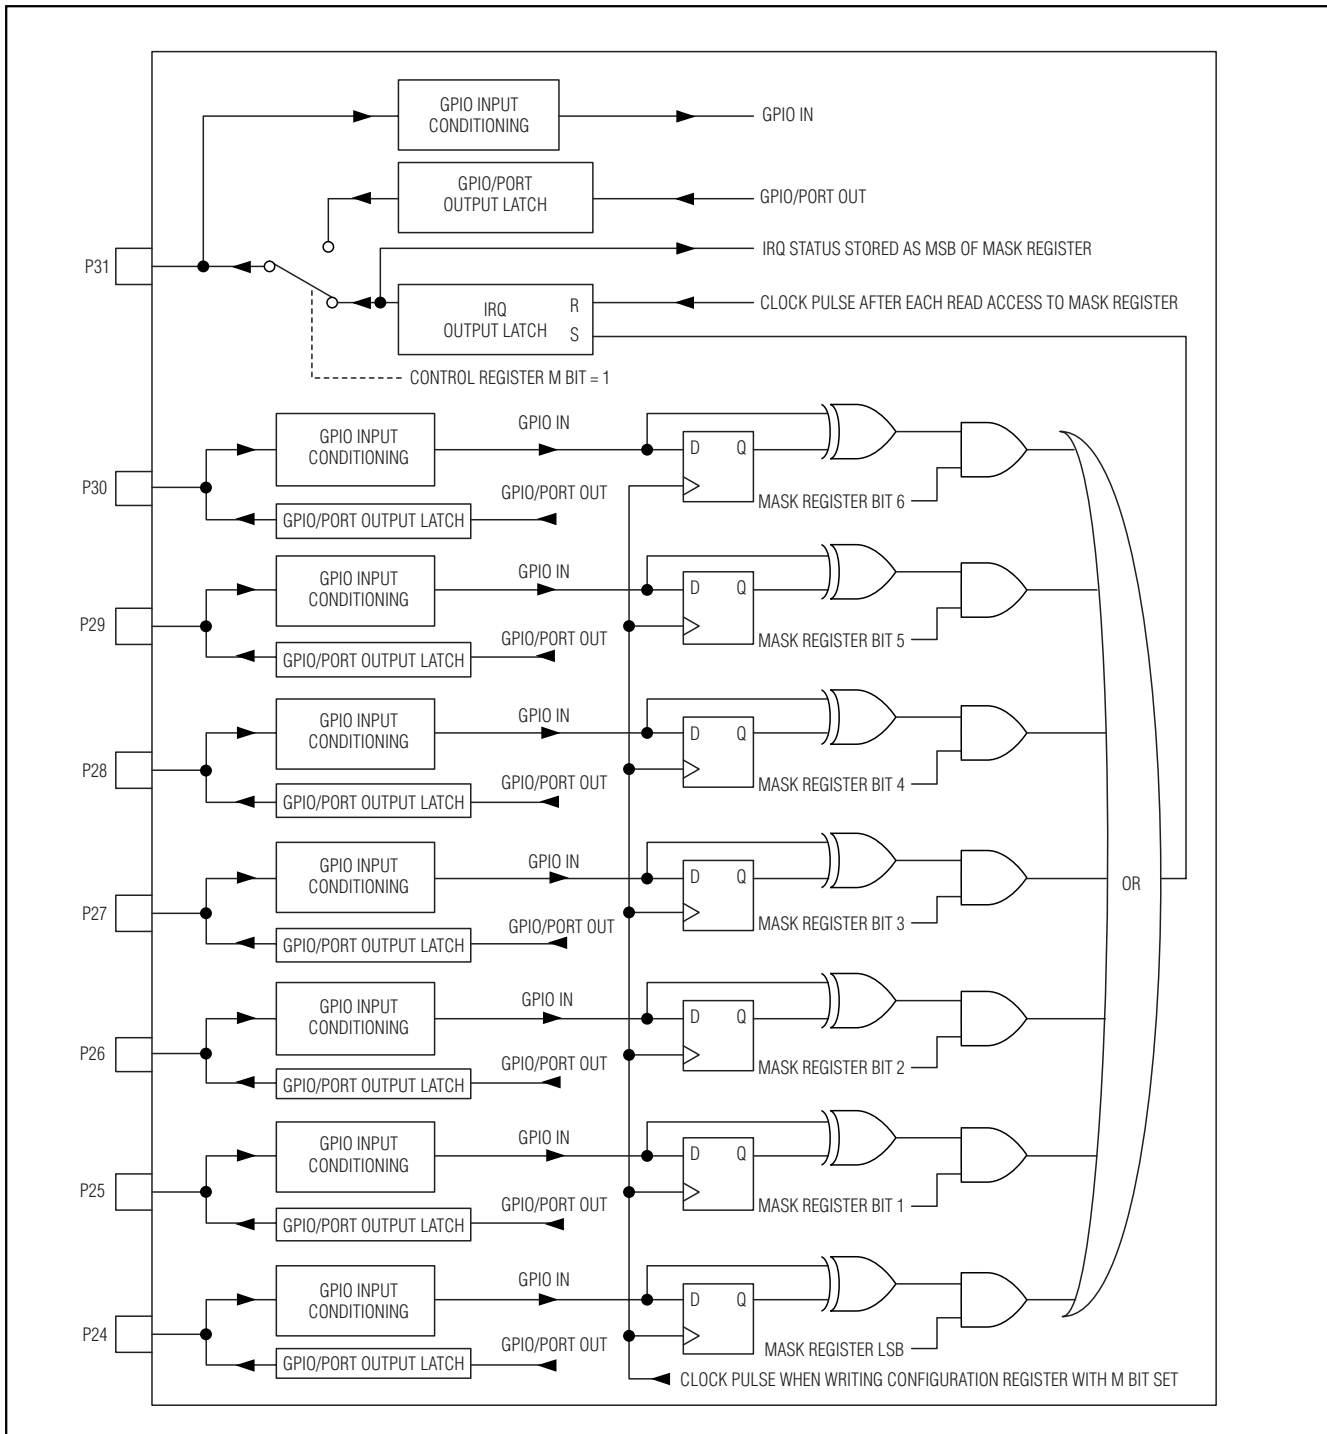 GPIO INPUT
CONDITIONING
GPIO IN
GPIO/PORT
OUTPUT LATCH
GPIO/PORT OUT
IRQ STATUS STORED AS MSB OF MASK REGISTER
P31
IRQ
OUTPUT LATCH
R
S
CLOCK PULSE AFTER EACH READ ACCESS TO MASK REGISTER
CONTROL REGISTER M BIT = 1
GPIO INPUT
CONDITIONING
GPIO IN
D Q
P30
GPIO/PORT OUT
MASK REGISTER BIT 6
GPIO/PORT OUTPUT LATCH
GPIO INPUT
CONDITIONING
GPIO IN
D Q
P29
GPIO/PORT OUT
MASK REGISTER BIT 5
GPIO/PORT OUTPUT LATCH
GPIO INPUT
CONDITIONING
GPIO IN
D Q
P28
GPIO/PORT OUT
MASK REGISTER BIT 4
GPIO/PORT OUTPUT LATCH
GPIO INPUT
CONDITIONING
GPIO IN
D Q
OR
P27
GPIO/PORT OUT
MASK REGISTER BIT 3
GPIO/PORT OUTPUT LATCH
GPIO INPUT
CONDITIONING
GPIO IN
D Q
P26
GPIO/PORT OUT
MASK REGISTER BIT 2
GPIO/PORT OUTPUT LATCH
GPIO INPUT
CONDITIONING
GPIO IN
D Q
P25
GPIO/PORT OUT
MASK REGISTER BIT 1
GPIO/PORT OUTPUT LATCH
GPIO INPUT
CONDITIONING
GPIO IN
D Q
P24
GPIO/PORT OUT
MASK REGISTER LSB
GPIO/PORT OUTPUT LATCH
CLOCK PULSE WHEN WRITING CONFIGURATION REGISTER WITH M BIT SET